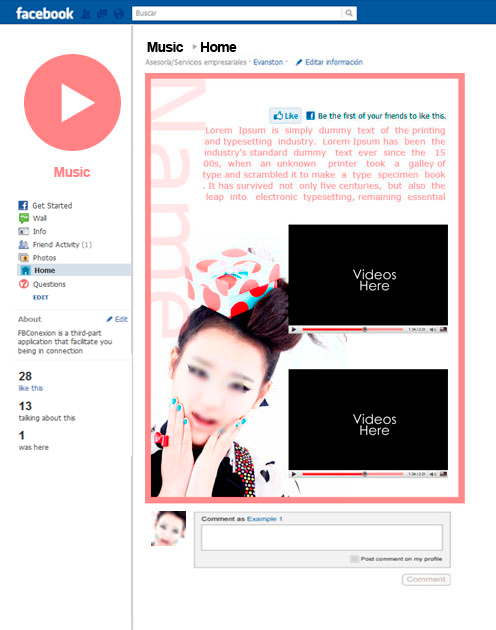 facebook
Buscar
Music
Music Home
Asesoría/Servicios empresariales · Evanston · Editar información
Get Started
Wall
Info
Friend Activity (1)
Photos
Home
Questions
EDIT
About Edit
FBConexion is a third-part
application that facilitate you
being in connection
28
like this
13
talking about this
1
was here
Name
Like Be the first of your friends to like this.
Lorem Ipsum is simply dummy text of the printing
and typesetting industry. Lorem Ipsum has been the
industry's standard dummy text ever since the 15
00s, when an unknown printer took a galley of
type and scrambled it to make a type specimen book
. It has survived not only five centuries, but also the
leap into electronic typesetting, remaining essential
Videos
Here
Videos
Here
Comment as Example 1
Post comment on my profile
Comment